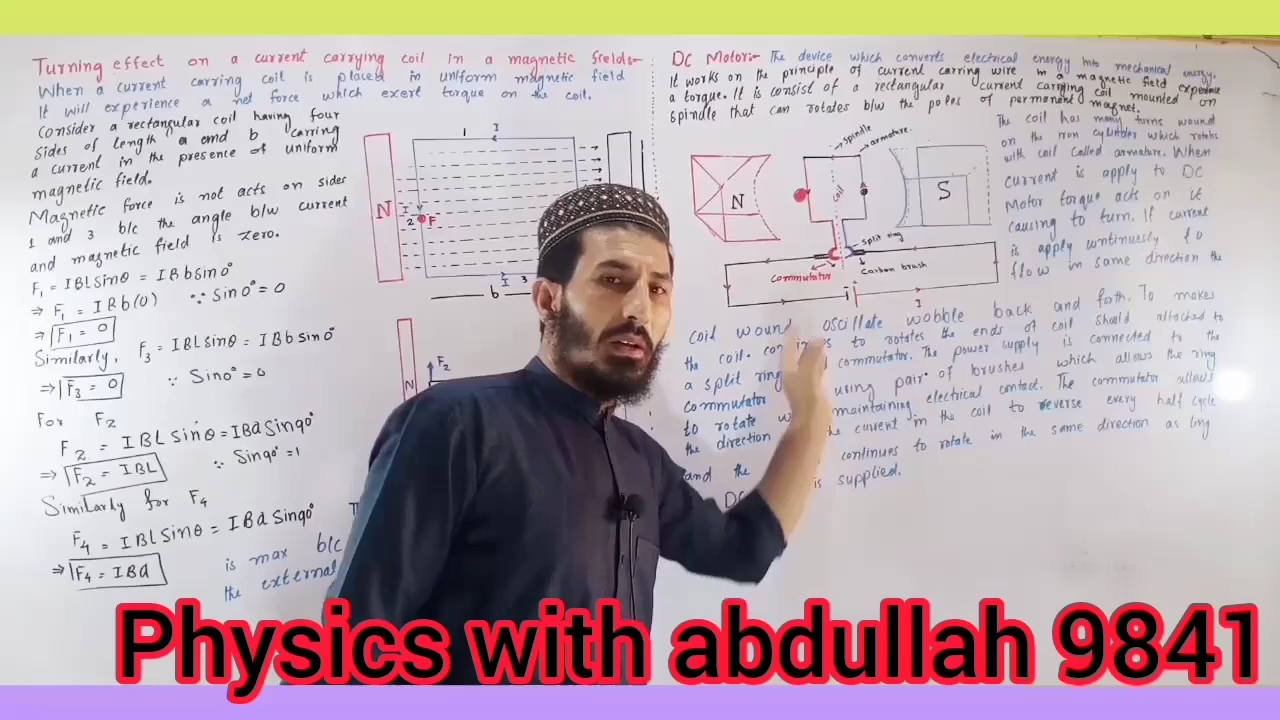 Turning effect on a current carrying coil in a magnetic fields:-
When a current carring coil is placed in uniform magnetic field
It will experience a net force which exert torque on the coil.
Consider a rectangular coil having four
sides of length a and b carring
a current in the presence of uniform
magnetic field.
Magnetic force is not acts on sides
1 and 3 b/c the angle b/w current
and magnetic field is zero.
F₁ = IBLsinθ = IBbsin0°
⇒ F₁ = IBb(0) ∵ Sin0° = 0
⇒ F₁ = 0
Similarly, F₃ = IBLsinθ = IBbsin0°
⇒ F₃ = 0 ∵ Sin0° = 0
For F₂
F₂ = IBLsinθ = IBaSin90°
⇒ F₂ = IBL ∵ Sin90° = 1
Similarly for F₄
F₄ = IBLSinθ = IBaSin90°
⇒ F₄ = IBa
is max b/c
the external
1 I
N
I
2 F
I 3
b
F₂
N
DC Motor:- The device which converts electrical energy into mechanical energy.
It works on the principle of current carring wire in a magnetic field experience
a torque. It is consist of a rectangular current carrying coil mounted on
spindle that can rotates b/w the poles of permanent magnet.
The coil has many turns wound
on the iron cylinder which rotates
with coil called armature. When
current is apply to DC
Motor torque acts on it
causing to turn. If current
is apply continuesly to
flow in same direction the
spindle
armature.
N
coil
S
split ring
commutator
Carbon brush
I
coid wound oscillate wobble back and forth. To makes
the coil to rotates the ends of coil should attached to
a split ring commutator. The power supply is connected to the
commutator using pair of brushes which allows the ring
to rotate maintaining electrical contact. The commutator allows
the direction the current in the coil to reverse every half cycle
and the continues to rotate in the same direction as long
DC is supplied.
Physics with abdullah 9841